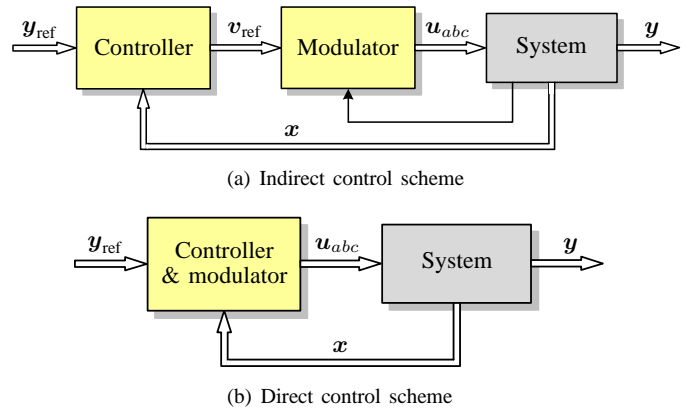 y_ref
Controller
v_ref
Modulator
u_abc
System
y
x
(a) Indirect control scheme
y_ref
Controller
& modulator
u_abc
System
y
x
(b) Direct control scheme